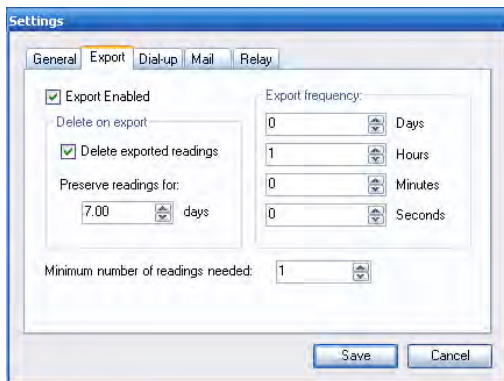 Settings
General Export Dial-up Mail Relay
Export Enabled
Delete on export
Delete exported readings
Preserve readings for:
7.00 days
Export frequency:
0 Days
1 Hours
0 Minutes
0 Seconds
Minimum number of readings needed: 1
Save Cancel